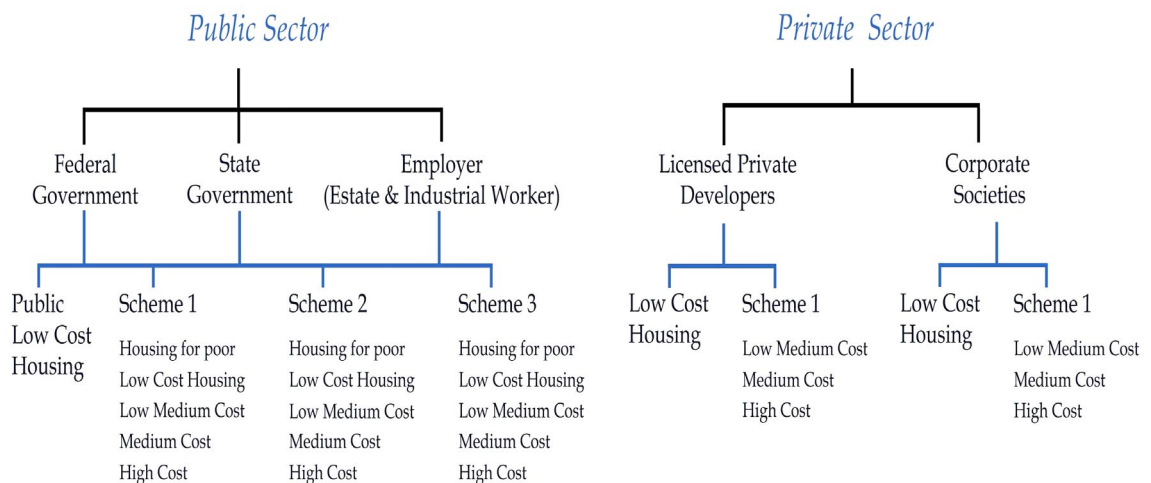 Public Sector
Private Sector
Federal
Government
State
Government
Employer
(Estate & Industrial Worker)
Licensed Private
Developers
Corporate
Societies
Public
Low Cost
Housing
Scheme 1
Housing for poor
Low Cost Housing
Low Medium Cost
Medium Cost
High Cost
Scheme 2
Housing for poor
Low Cost Housing
Low Medium Cost
Medium Cost
High Cost
Scheme 3
Housing for poor
Low Cost Housing
Low Medium Cost
Medium Cost
High Cost
Low Cost
Housing
Scheme 1
Low Medium Cost
Medium Cost
High Cost
Low Cost
Housing
Scheme 1
Low Medium Cost
Medium Cost
High Cost